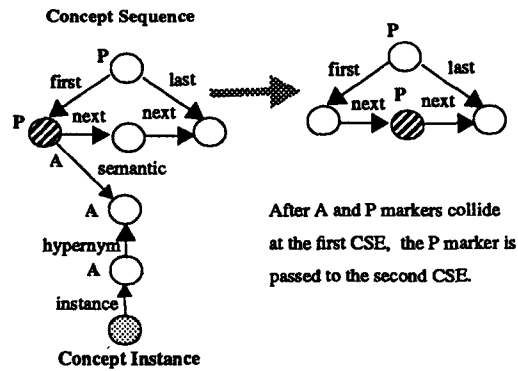 Concept Sequence
P
first
last
P
next
next
A
semantic
A
hypernym
A
instance
Concept Instance
P
first
last
next
P
next
After A and P markers collide
at the first CSE, the P marker is
passed to the second CSE.